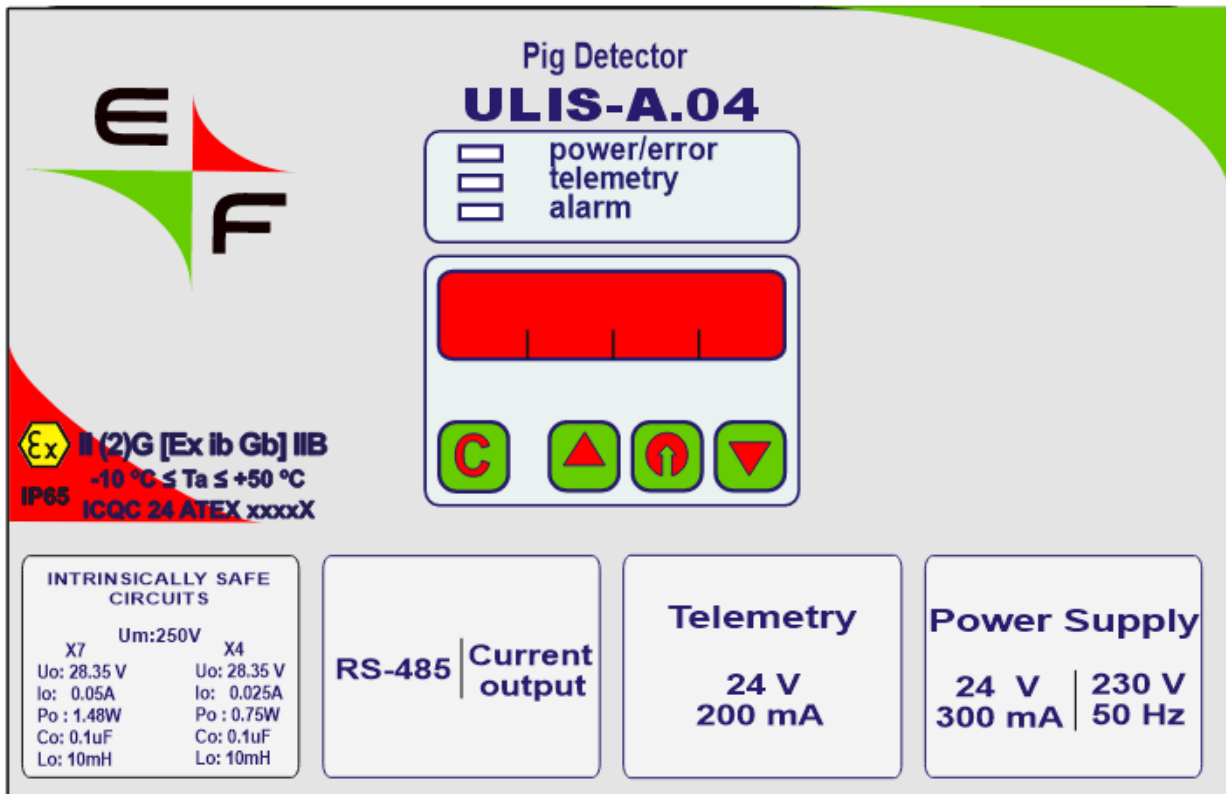 Pig Detector
ULIS-A.04
E
F
power/error
telemetry
alarm
C
Ex II (2)G [Ex ib Gb] IIB
-10 ºC ≤ Ta ≤ +50 ºC
IP65
ICQC 24 ATEX xxxxX
INTRINSICALLY SAFE
CIRCUITS
Um:250V
X7
Uo: 28.35 V
Io: 0.05A
Po : 1.48W
Co: 0.1uF
Lo: 10mH
X4
Uo: 28.35 V
Io: 0.025A
Po : 0.75W
Co: 0.1uF
Lo: 10mH
RS-485
Current
output
Telemetry
24 V
200 mA
Power Supply
24 V
300 mA
230 V
50 Hz